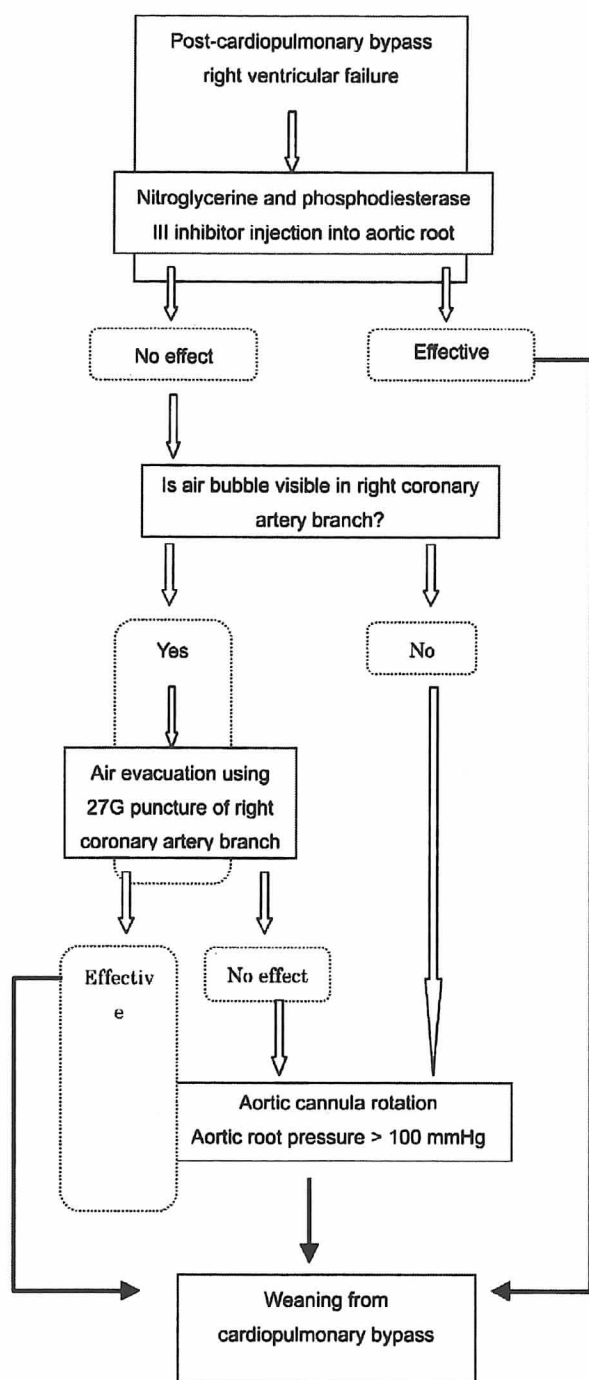 Post-cardiopulmonary bypass
right ventricular failure
Nitroglycerine and phosphodiesterase
III inhibitor injection into aortic root
No effect
Effective
Is air bubble visible in right coronary
artery branch?
Yes
No
Air evacuation using
27G puncture of right
coronary artery branch
Effectiv
e
No effect
Aortic cannula rotation
Aortic root pressure > 100 mmHg
Weaning from
cardiopulmonary bypass